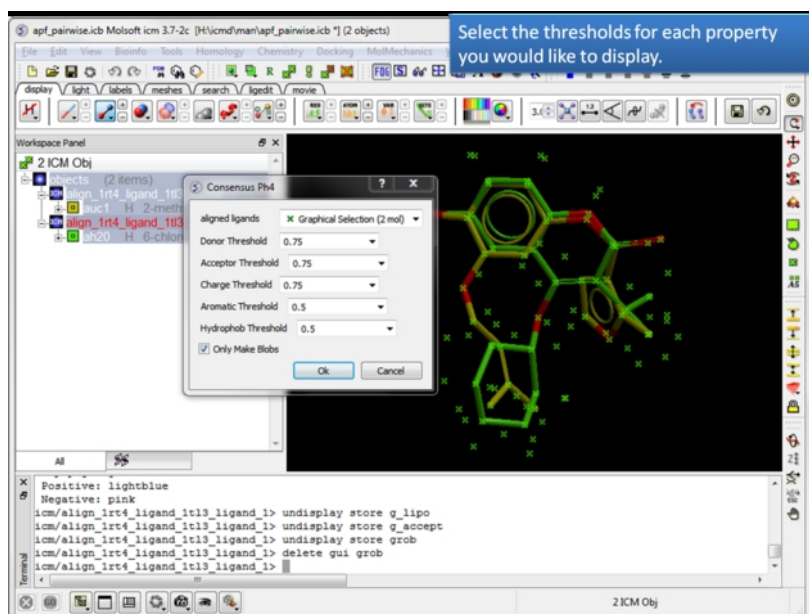 apf_pairwise.icb Molsoft icm 3.7-2c [H:\icmd\man\apf_pairwise.icb *] (2 objects)
Select the thresholds for each property
you would like to display.
File Edit View Bioinfo Tools Homology Chemistry Docking MolMechanics
display light labels meshes search ligedit movie
Workspace Panel
2 ICM Obj
objects (2 items)
align_1rt4_ligand_1tl3
auc1 H 2-meth
align_1rt4_ligand_1tl3
ah20 H 6-chlor
Consensus Ph4
aligned ligands Graphical Selection (2 mol)
Donor Threshold 0.75
Acceptor Threshold 0.75
Charge Threshold 0.75
Aromatic Threshold 0.5
Hydrophob Threshold 0.5
Only Make Blobs
Ok Cancel
All
Positive: lightblue
Negative: pink
icm/align_1rt4_ligand_1tl3_ligand_1> undisplay store g_lipo
icm/align_1rt4_ligand_1tl3_ligand_1> undisplay store g_accept
icm/align_1rt4_ligand_1tl3_ligand_1> undisplay store grob
icm/align_1rt4_ligand_1tl3_ligand_1> delete gui grob
icm/align_1rt4_ligand_1tl3_ligand_1>
Terminal
2 ICM Obj